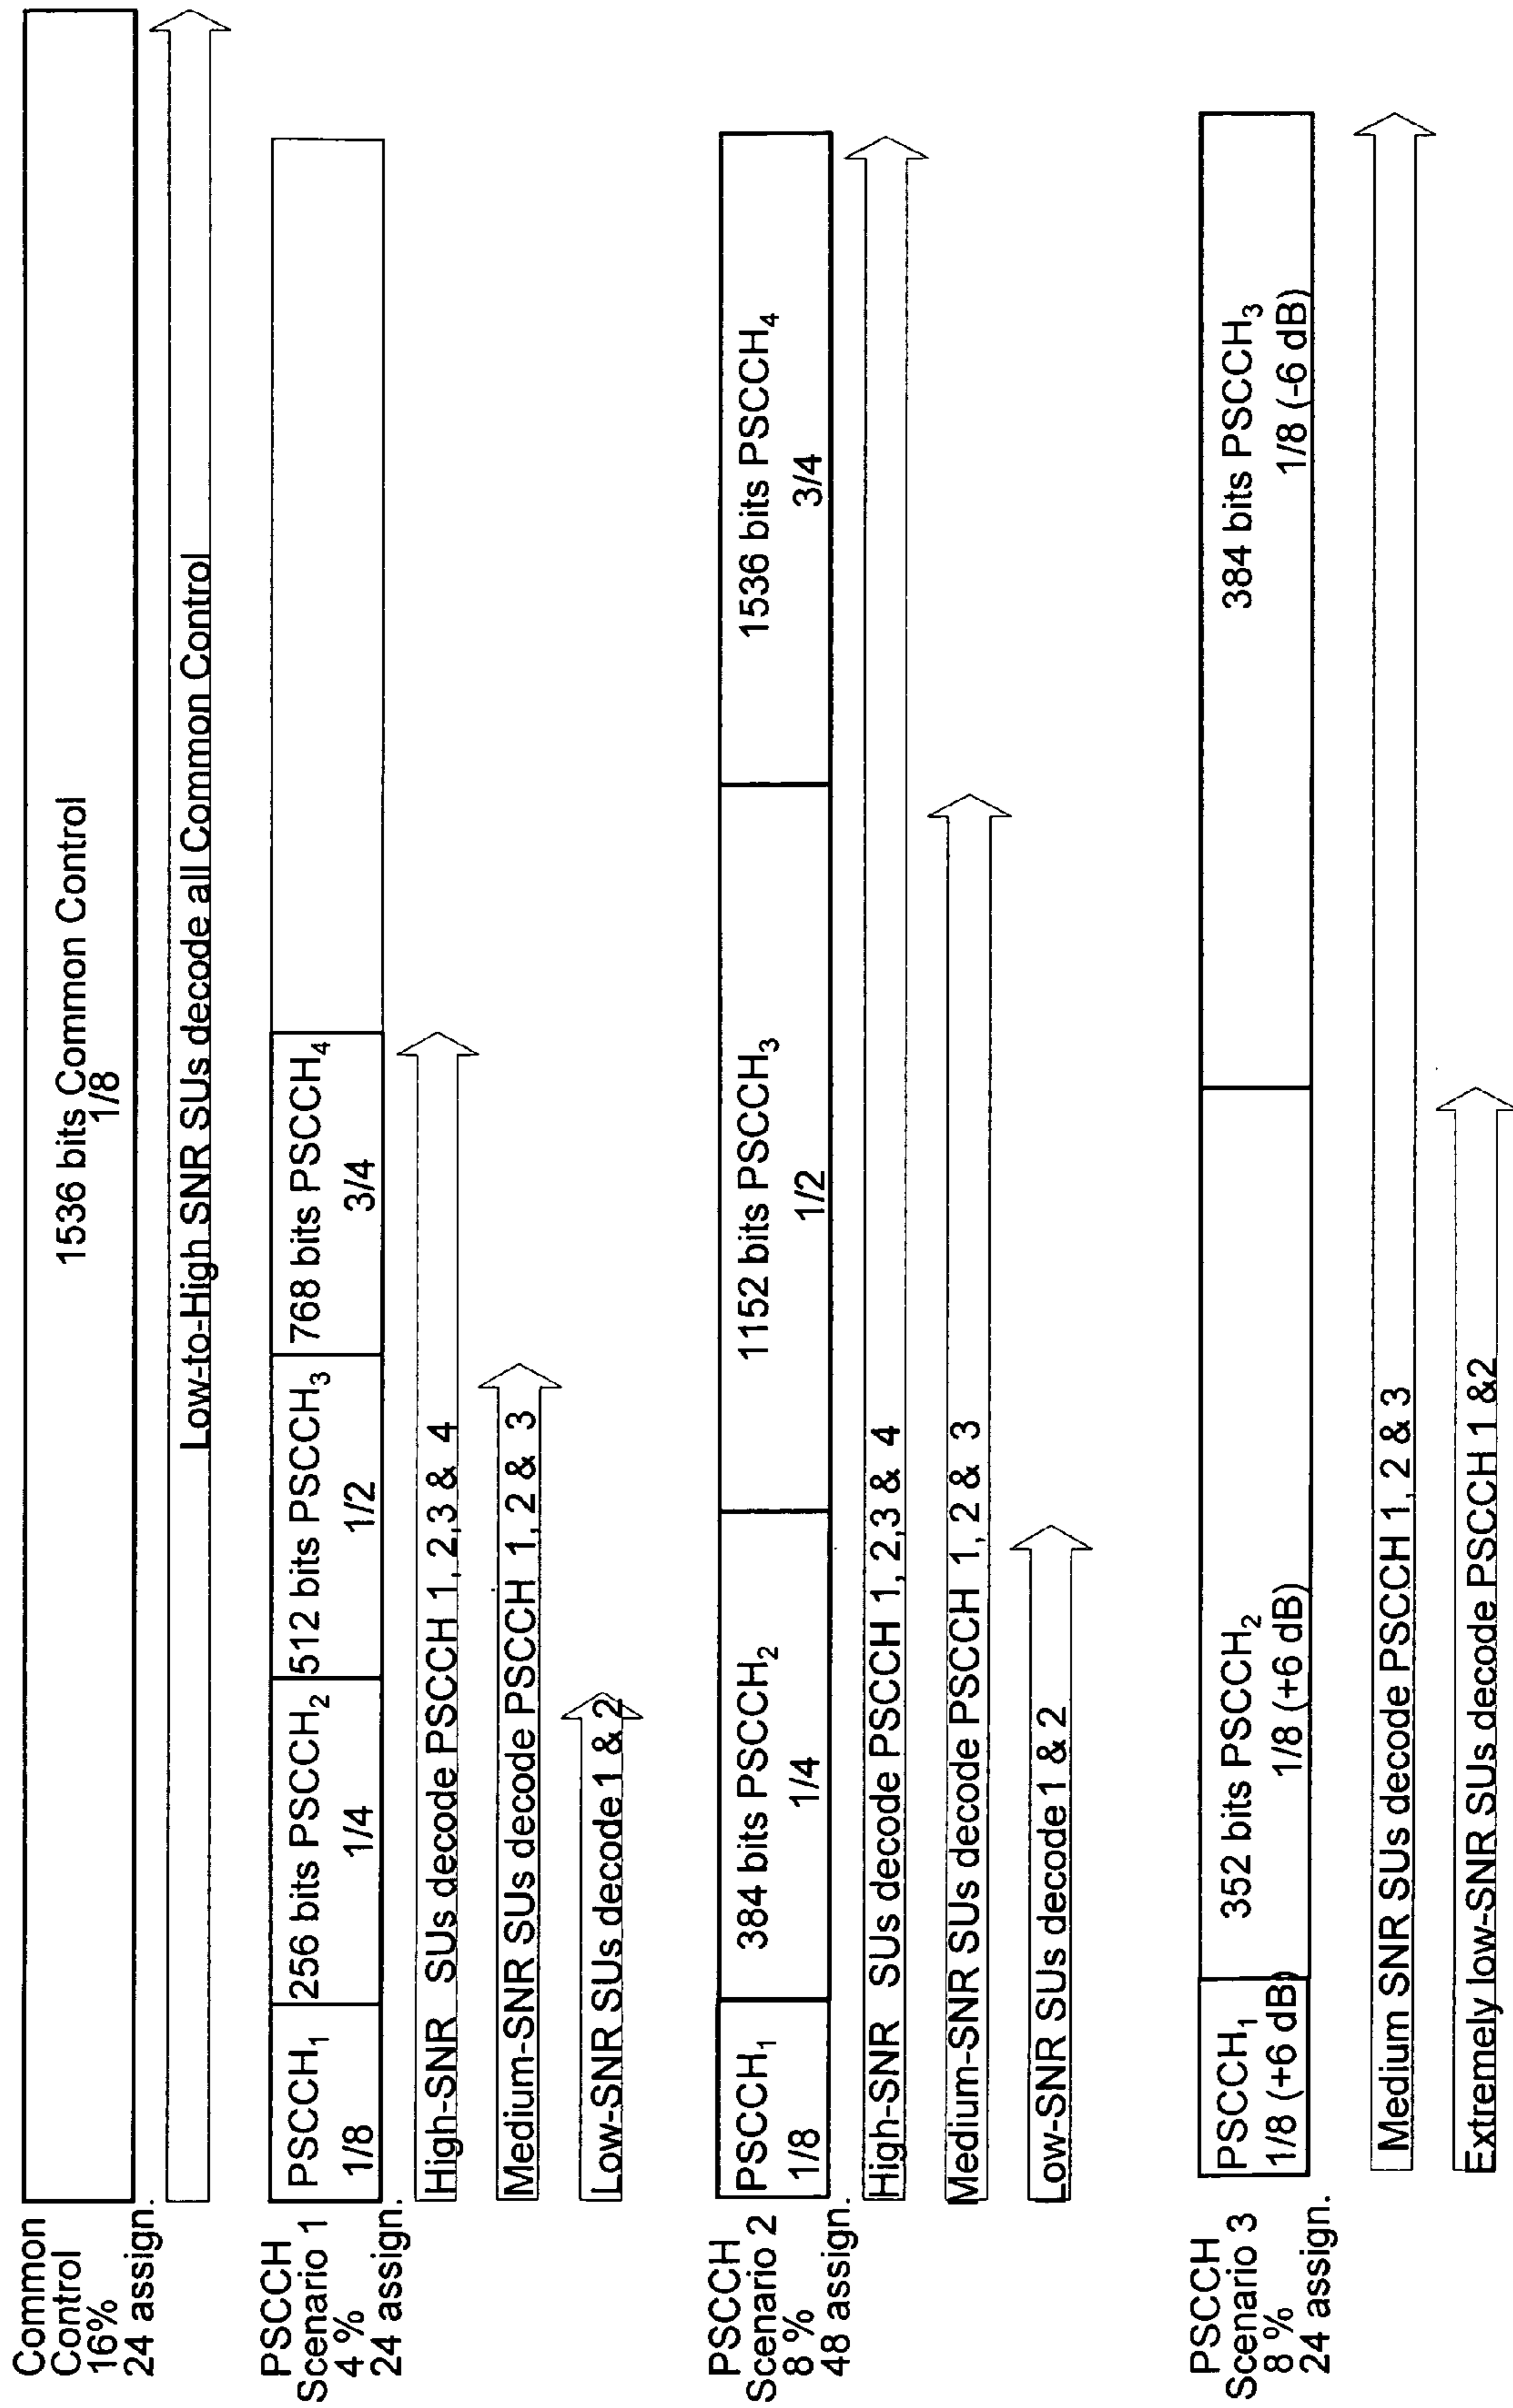 Common
Control
16%
24 assign.
1536 bits Common Control
1/8
Low-to-High SNR SUs decode all Common Control
PSCCH
Scenario 1
4 %
24 assign.
PSCCH₁
1/8
256 bits PSCCH₂
1/4
512 bits PSCCH₃
1/2
768 bits PSCCH₄
3/4
High-SNR SUs decode PSCCH 1, 2,3 & 4
Medium-SNR SUs decode PSCCH 1, 2 & 3
Low-SNR SUs decode 1 & 2
PSCCH
Scenario 2
8 %
48 assign.
PSCCH₁
1/8
384 bits PSCCH₂
1/4
1152 bits PSCCH₃
1/2
1536 bits PSCCH₄
3/4
High-SNR SUs decode PSCCH 1, 2,3 & 4
Medium-SNR SUs decode PSCCH 1, 2 & 3
Low-SNR SUs decode 1 & 2
PSCCH
Scenario 3
8 %
24 assign.
PSCCH₁
1/8 (+6 dB)
352 bits PSCCH₂
1/8 (+6 dB)
384 bits PSCCH₃
1/8 (-6 dB)
Medium SNR SUs decode PSCCH 1, 2 & 3
Extremely low-SNR SUs decode PSCCH 1 &2